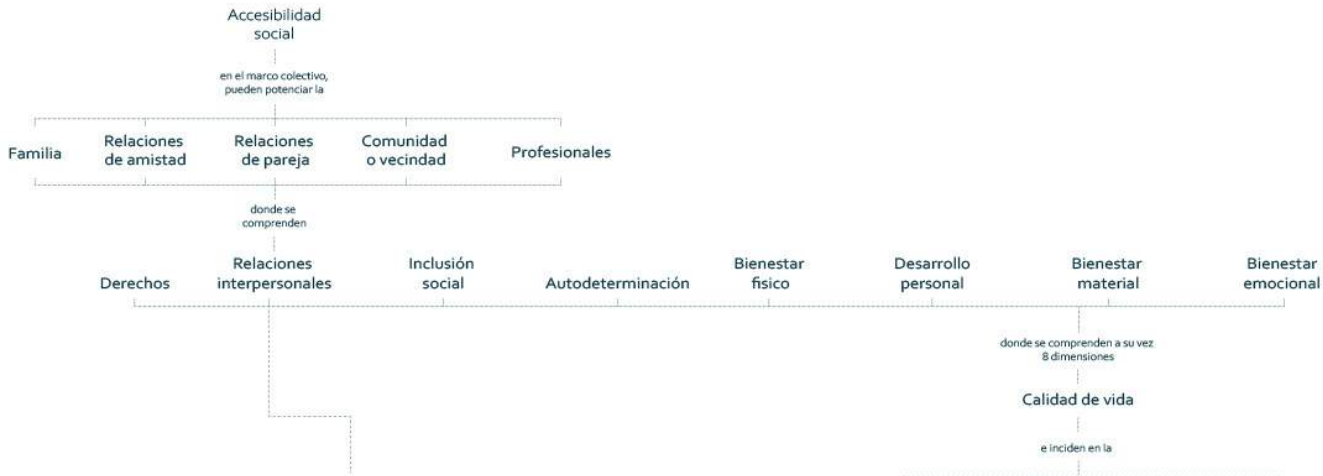 Accesibilidad
social
en el marco colectivo,
pueden potenciar la
Familia
Relaciones
de amistad
Relaciones
de pareja
Comunidad
o vecindad
Profesionales
donde se
comprenden
Derechos
Relaciones
interpersonales
Inclusión
social
Autodeterminación
Bienestar
fisico
Desarrollo
personal
Bienestar
material
Bienestar
emocional
donde se comprenden a su vez
8 dimensiones
Calidad de vida
e inciden en la